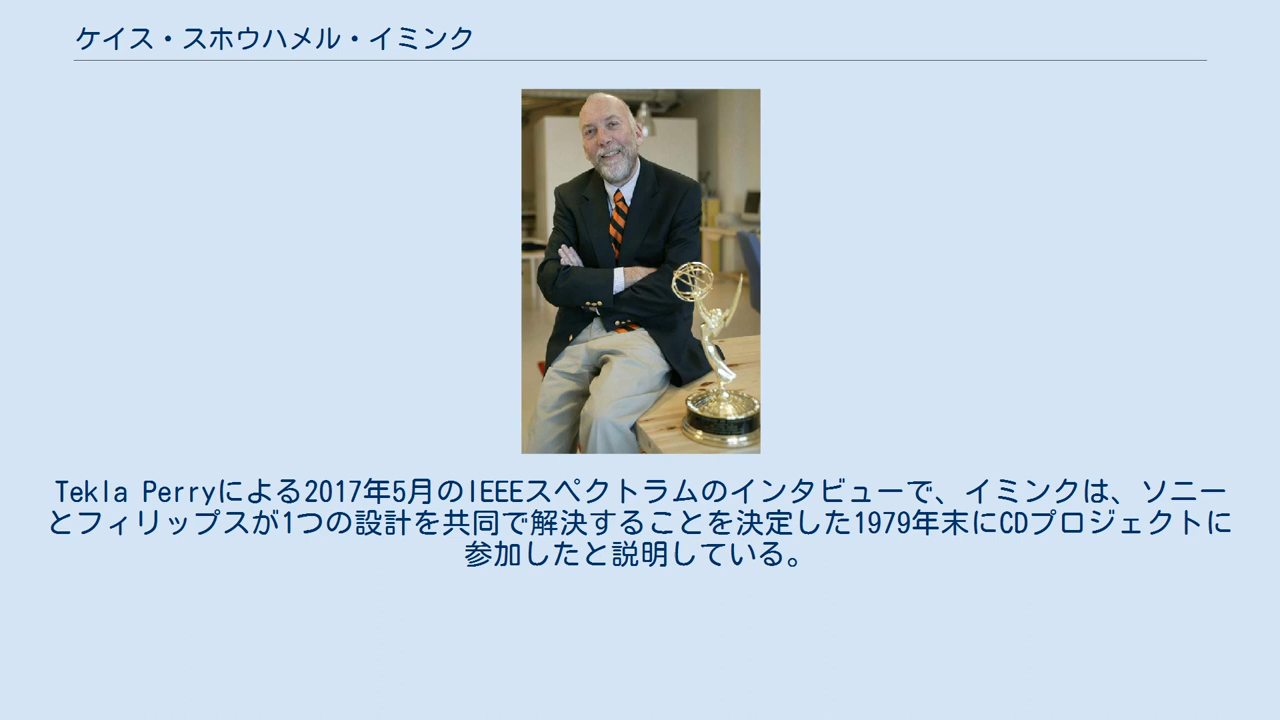 ケイス・スホウハメル・イミンク
Tekla Perryによる2017年5月のIEEEスペクトラムのインタビューで、イミンクは、ソニー
とフィリップスが1つの設計を共同で解決することを決定した1979年末にCDプロジェクトに
参加したと説明している。